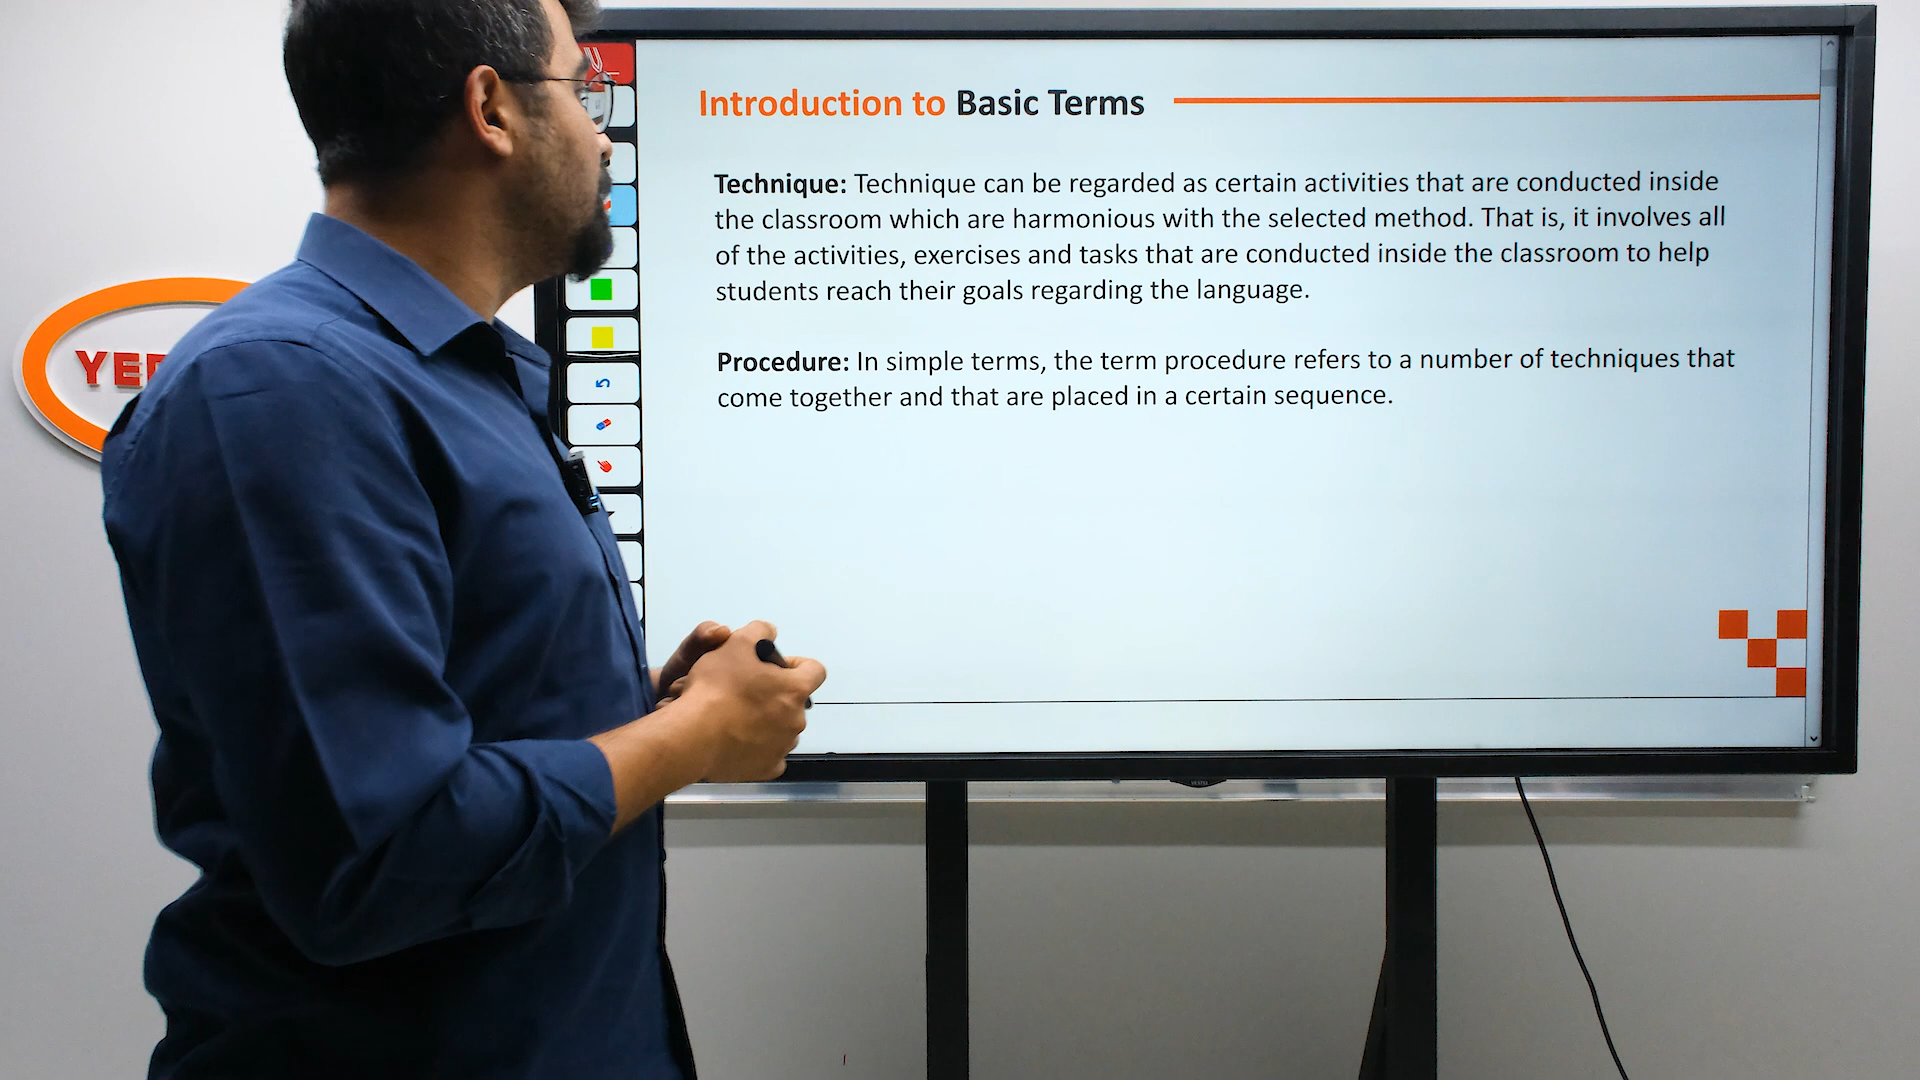 Introduction to Basic Terms
Technique: Technique can be regarded as certain activities that are conducted inside
the classroom which are harmonious with the selected method. That is, it involves all
of the activities, exercises and tasks that are conducted inside the classroom to help
students reach their goals regarding the language.
Procedure: In simple terms, the term procedure refers to a number of techniques that
come together and that are placed in a certain sequence.